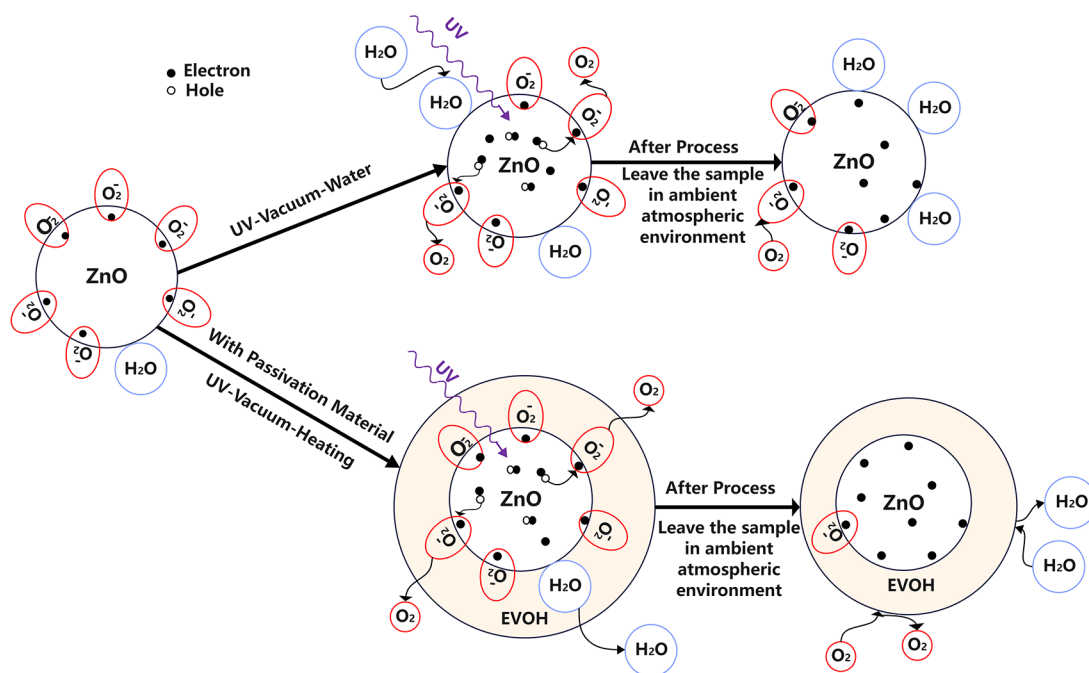 Electron
Hole
H₂O
UV
H₂O
O₂⁻
O₂
O₂⁻
ZnO
O₂⁻
O₂
O₂⁻
O₂⁻
H₂O
UV-Vacuum-Water
After Process
Leave the sample
in ambient
atmospheric
environment
H₂O
O₂⁻
H₂O
ZnO
H₂O
O₂⁻
O₂
O₂⁻
O₂⁻
O₂⁻
O₂⁻
ZnO
O₂⁻
O₂⁻
O₂⁻
H₂O
With Passivation Material
UV-Vacuum-Heating
UV
O₂
O₂⁻
O₂⁻
O₂⁻
ZnO
O₂⁻
O₂⁻
O₂⁻
H₂O
O₂
EVOH
H₂O
After Process
Leave the sample
in ambient
atmospheric
environment
ZnO
O₂⁻
EVOH
H₂O
H₂O
O₂
O₂